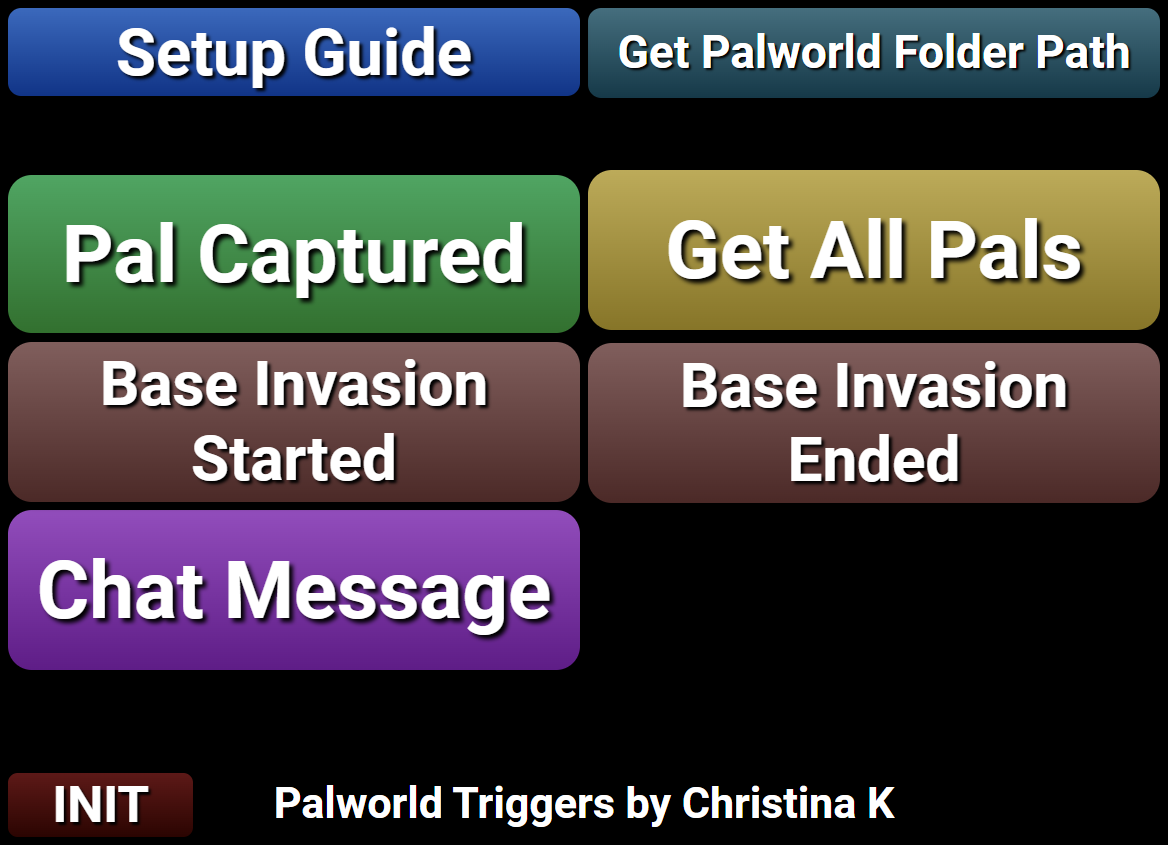 Setup Guide
Get Palworld Folder Path
Pal Captured
Get All Pals
Base Invasion
Started
Base Invasion
Ended
Chat Message
INIT
Palworld Triggers by Christina K